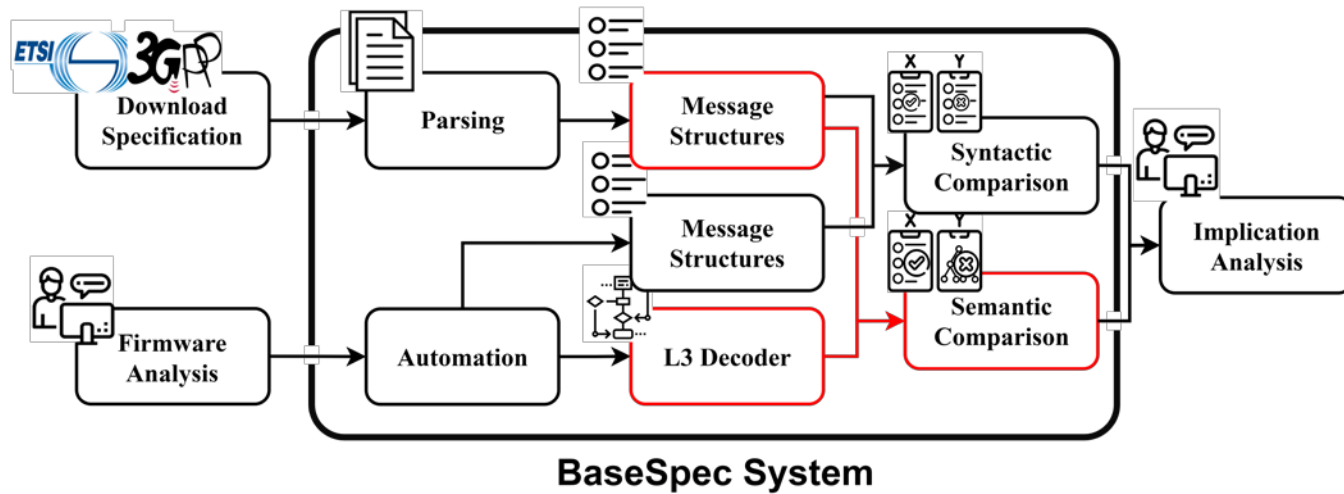 ETSI
3GPP
Download
Specification
Parsing
Message
Structures
X Y
Syntactic
Comparison
Message
Structures
X Y
Semantic
Comparison
Implication
Analysis
Firmware
Analysis
Automation
L3 Decoder
BaseSpec System